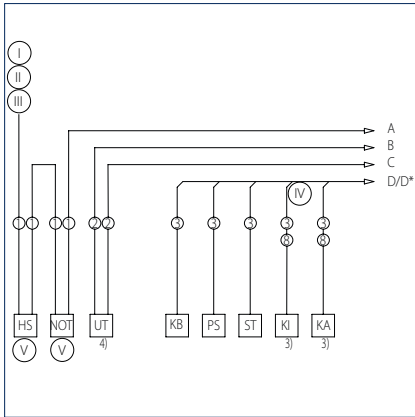 I
II
III
A
B
C
D/D*
IV
1 1 1 1 2 2 3 3 3 3 3
8 8
HS NOT UT KB PS ST KI KA
4) 3) 3)
V V